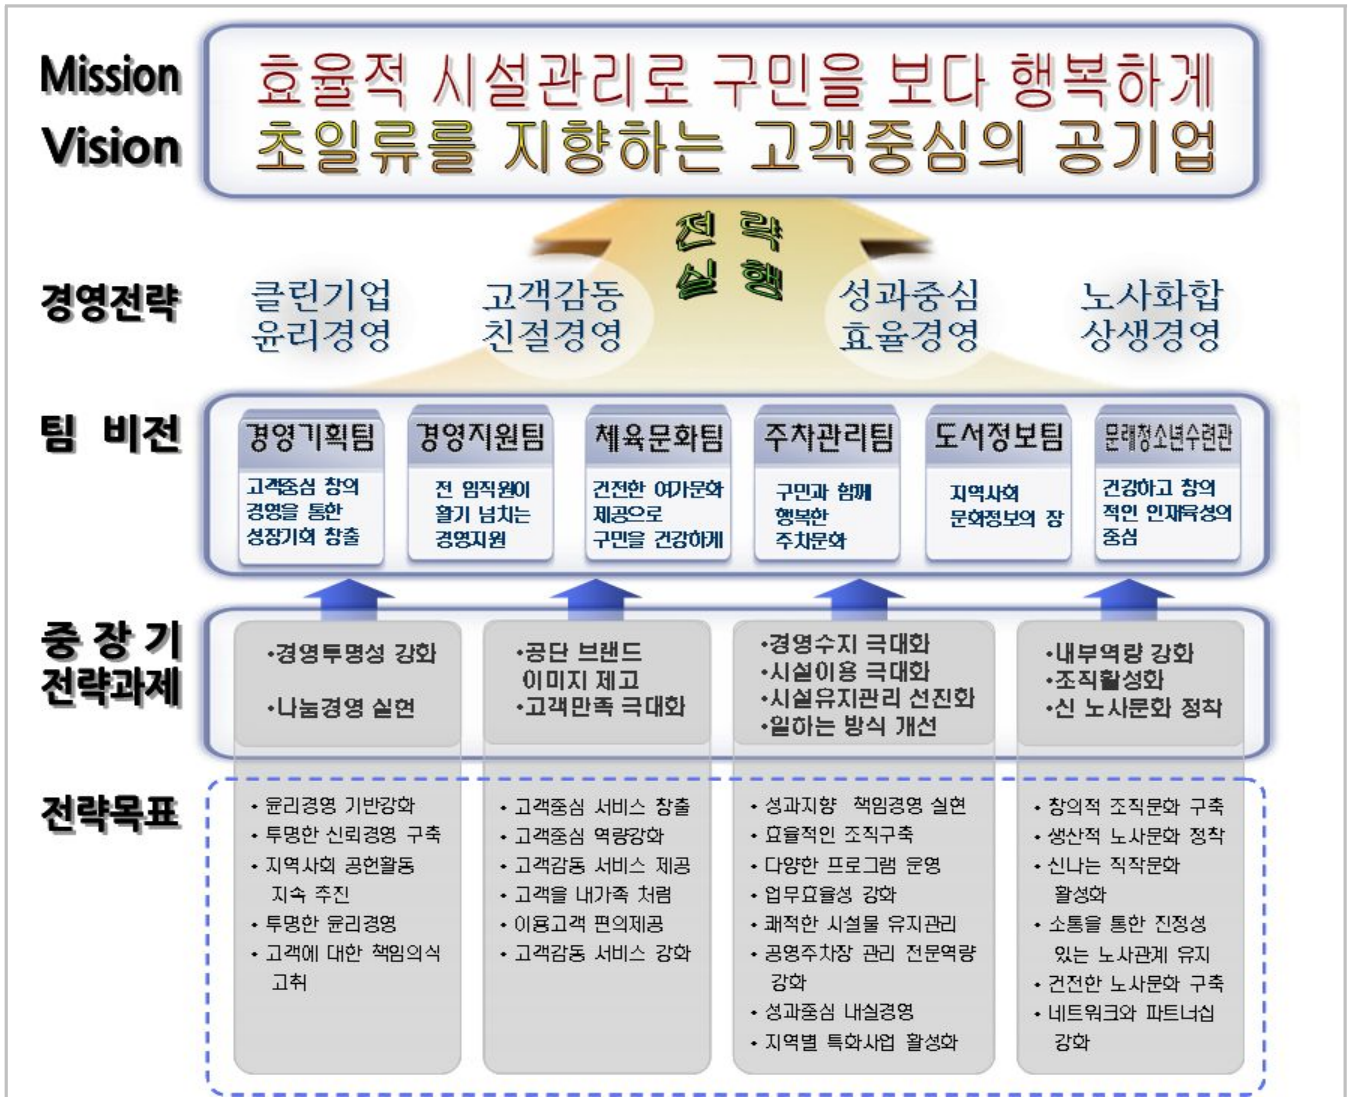 Mission
효율적 시설관리로 구민을 보다 행복하게
Vision
초일류를 지향하는 고객중심의 공기업
전 략
실 행
경영전략
클린기업
윤리경영
고객감동
친절경영
성과중심
효율경영
노사화합
상생경영
팀 비전
경영기획팀
고객중심 창의
경영을 통한
성장기회 창출
경영지원팀
전 임직원이
활기 넘치는
경영지원
체육문화팀
건전한 여가문화
제공으로
구민을 건강하게
주차관리팀
구민과 함께
행복한
주차문화
도서정보팀
지역사회
문화정보의 장
문래청소년수련관
건강하고 창의
적인 인재육성의
중심
중 장 기
전략과제
•경영투명성 강화
•나눔경영 실현
•공단 브랜드
이미지 제고
•고객만족 극대화
•경영수지 극대화
•시설이용 극대화
•시설유지관리 선진화
•일하는 방식 개선
•내부역량 강화
•조직활성화
•신 노사문화 정착
전략목표
• 윤리경영 기반강화
• 투명한 신뢰경영 구축
• 지역사회 공헌활동
지속 추진
• 투명한 윤리경영
• 고객에 대한 책임의식
고취
• 고객중심 서비스 창출
• 고객중심 역량강화
• 고객감동 서비스 제공
• 고객을 내가족 처럼
• 이용고객 편의제공
• 고객감동 서비스 강화
• 성과지향 책임경영 실현
• 효율적인 조직구축
• 다양한 프로그램 운영
• 업무효율성 강화
• 쾌적한 시설물 유지관리
• 공영주차장 관리 전문역량
강화
• 성과중심 내실경영
• 지역별 특화사업 활성화
• 창의적 조직문화 구축
• 생산적 노사문화 정착
• 신나는 직작문화
활성화
• 소통을 통한 진정성
있는 노사관계 유지
• 건전한 노사문화 구축
• 네트워크와 파트너십
강화